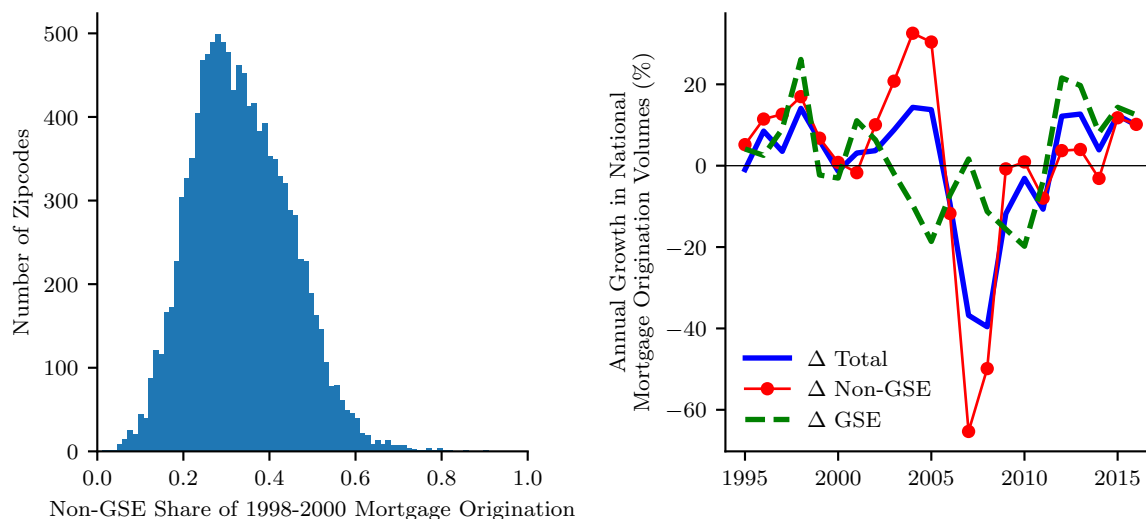 500
400
300
200
100
0
Number of Zipcodes
0.0 0.2 0.4 0.6 0.8 1.0
Non-GSE Share of 1998-2000 Mortgage Origination
Annual Growth in National
Mortgage Origination Volumes (%)
20
0
−20
−40
−60
Δ Total
Δ Non-GSE
Δ GSE
1995 2000 2005 2010 2015